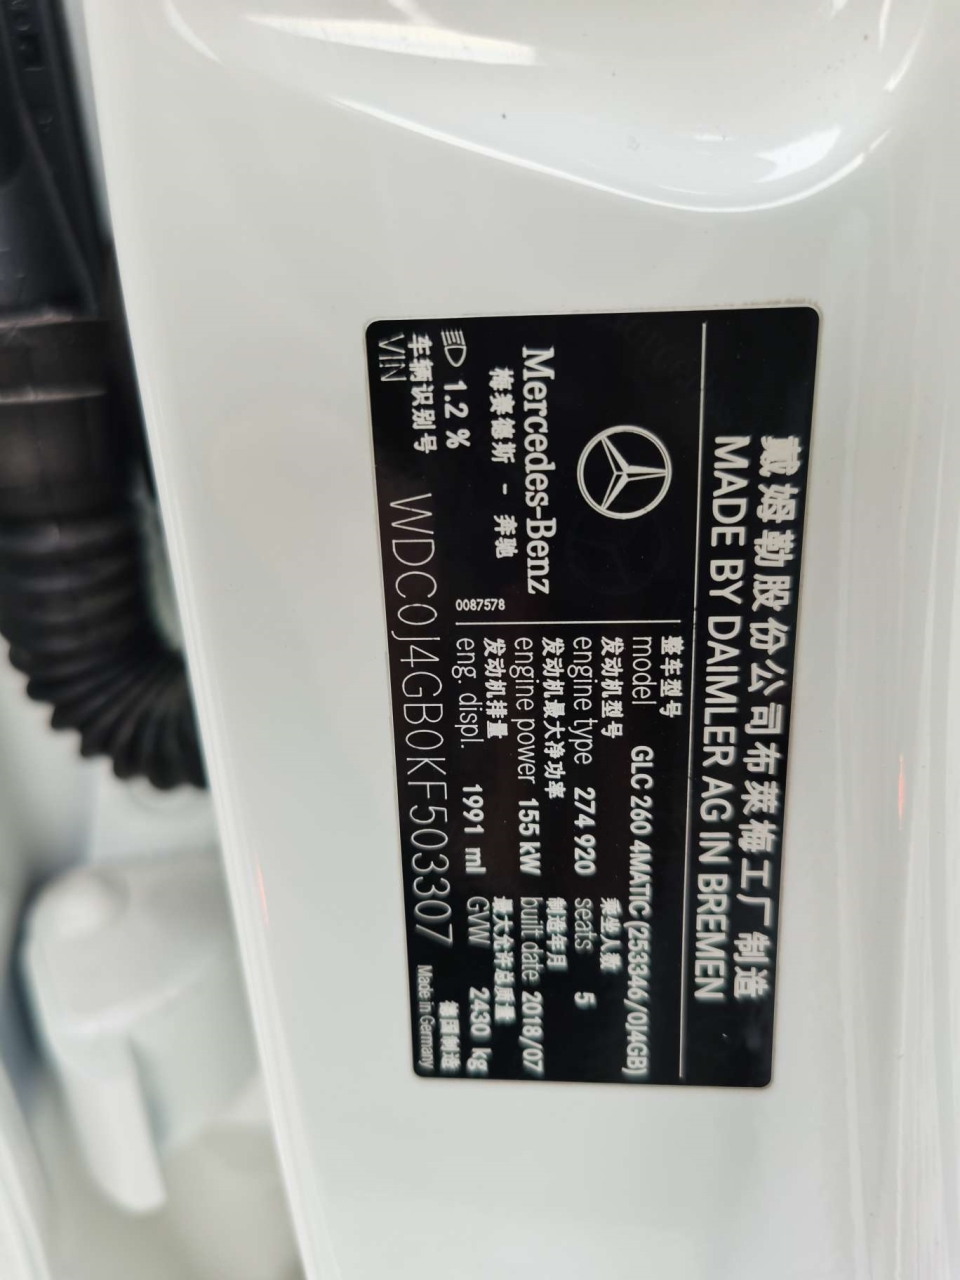 戴姆勒股份公司布莱梅工厂制造
MADE BY DAIMLER AG IN BREMEN
Mercedes-Benz
梅赛德斯 - 奔驰
1.2 %
0087578
整车型号
model GLC 260 4MATIC (253346/0J4GB)
发动机型号 乘坐人数
engine type 274 920 seats 5
发动机最大净功率 制造年月
engine power 155 kW built date 2018/07
发动机排量 最大允许总质量
eng. displ. 1991 ml GVW 2430 kg
车辆识别号 德国制造
VIN WDC0J4GB0KF503307 Made in Germany